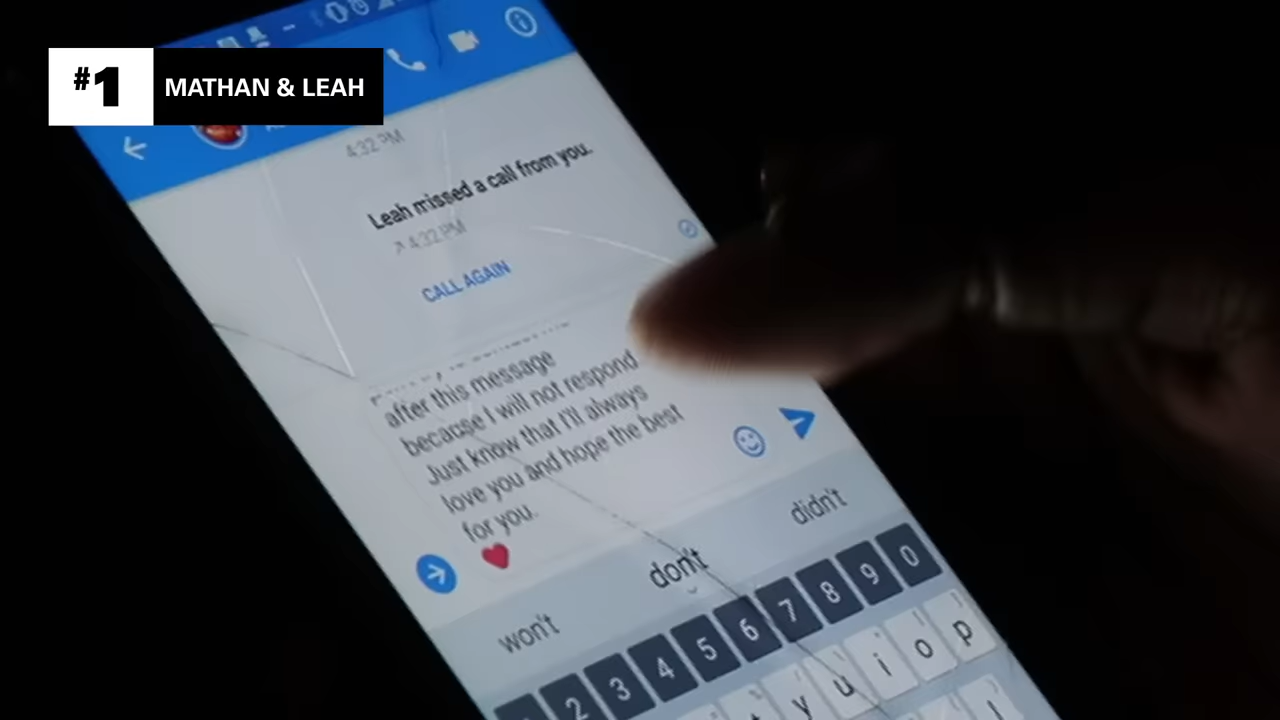 #1 MATHAN & LEAH
4:32 PM
Leah missed a call from you.
4:32 PM
CALL AGAIN
after this message
because I will not respond
Just know that I'll always
love you and hope the best
for you.
❤
won't don't didn't
2 3 4 5 6 7 8 9 0
y u i o p